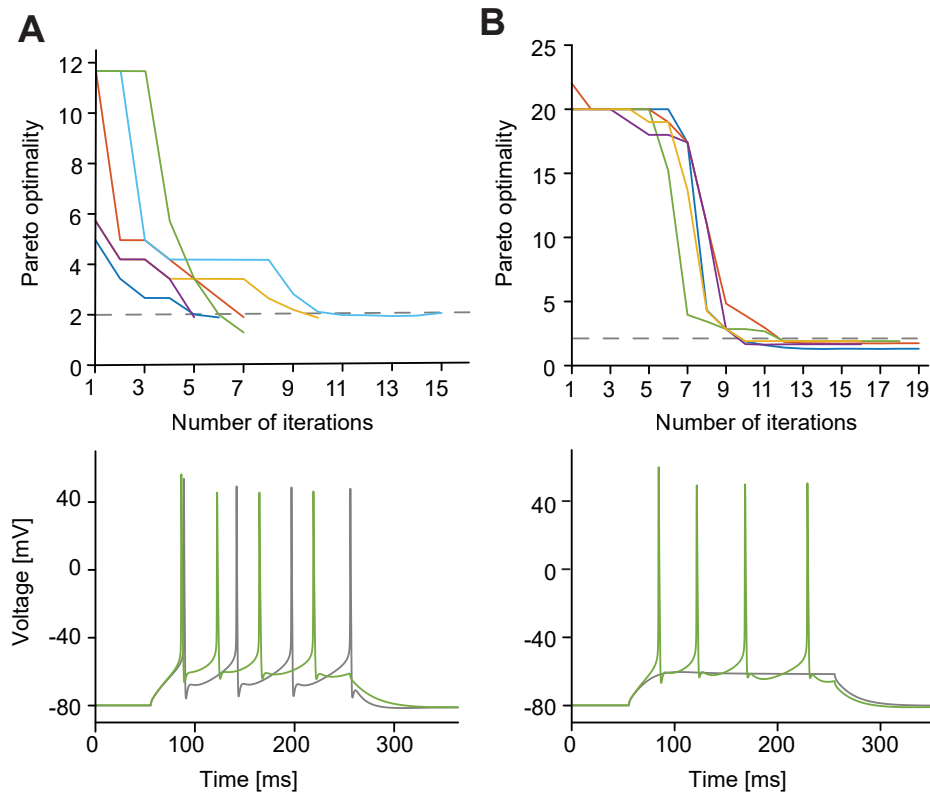 A
Pareto optimality
12
10
8
6
4
2
0
1 3 5 7 9 11 13 15
Number of iterations
B
Pareto optimality
25
20
15
10
5
0
1 3 5 7 9 11 13 15 17 19
Number of iterations
Voltage [mV]
40
0
-40
-80
0 100 200 300
Time [ms]
40
0
-40
-80
0 100 200 300
Time [ms]